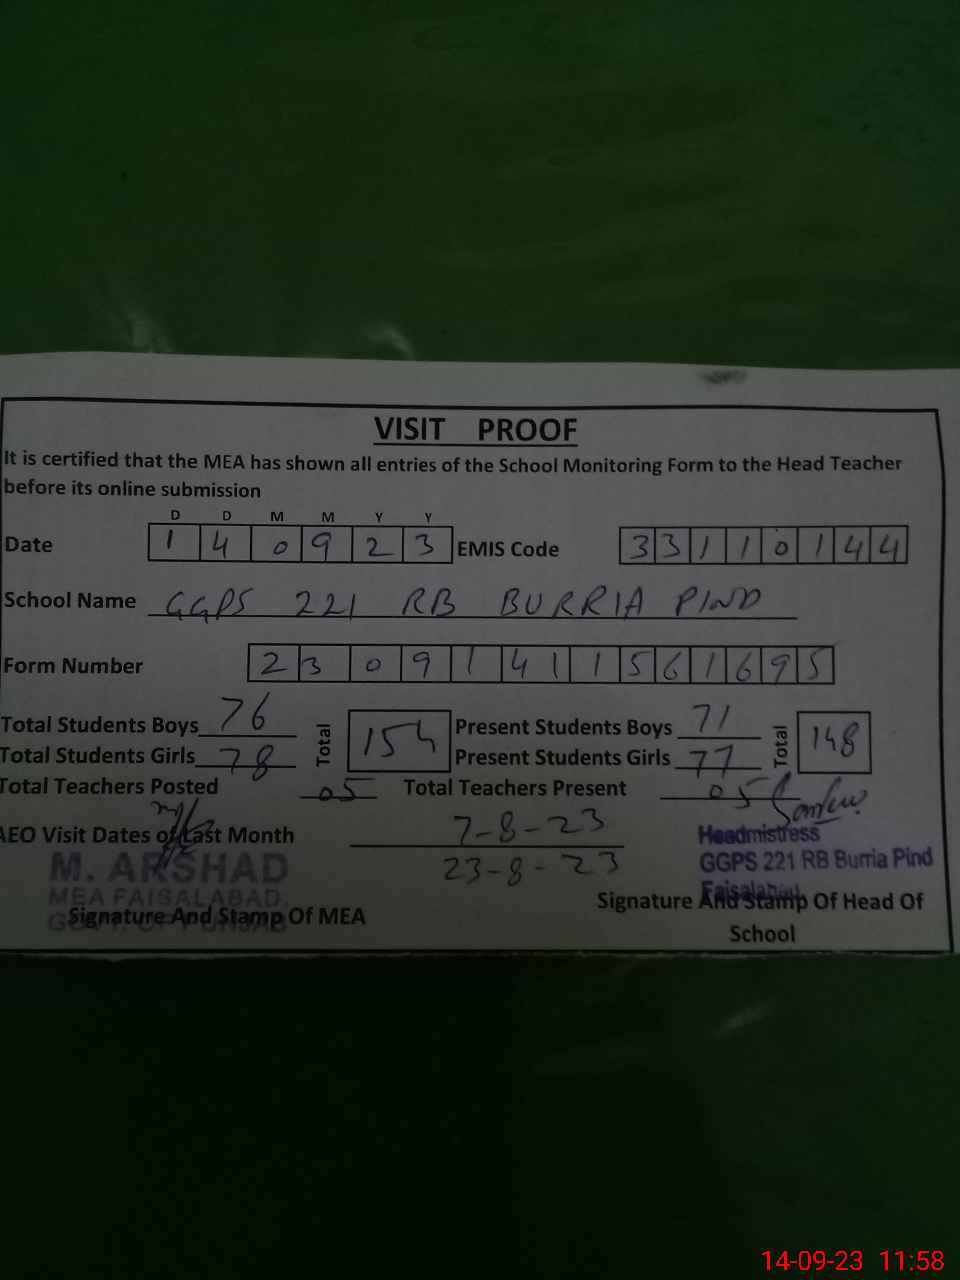 VISIT PROOF
It is certified that the MEA has shown all entries of the School Monitoring Form to the Head Teacher
before its online submission
D D M M Y Y
Date 1 4 0 9 2 3 EMIS Code 3 3 1 1 0 1 4 4
School Name GGPS 221 RB BURRIA PIND
Form Number 2 3 0 9 1 4 1 1 5 6 1 6 9 5
Total Students Boys 76 Total 154 Present Students Boys 71 Total 148
Total Students Girls 78 Present Students Girls 77
Total Teachers Posted 05 Total Teachers Present 05
AEO Visit Dates of Last Month 7-8-23
23-8-23
Headmistress
GGPS 221 RB Burria Pind
Faisalabad
M. ARSHAD
MEA FAISALABAD,
GOVT. OF PUNJAB
Signature And Stamp Of MEA
Signature And Stamp Of Head Of
School
14-09-23 11:58